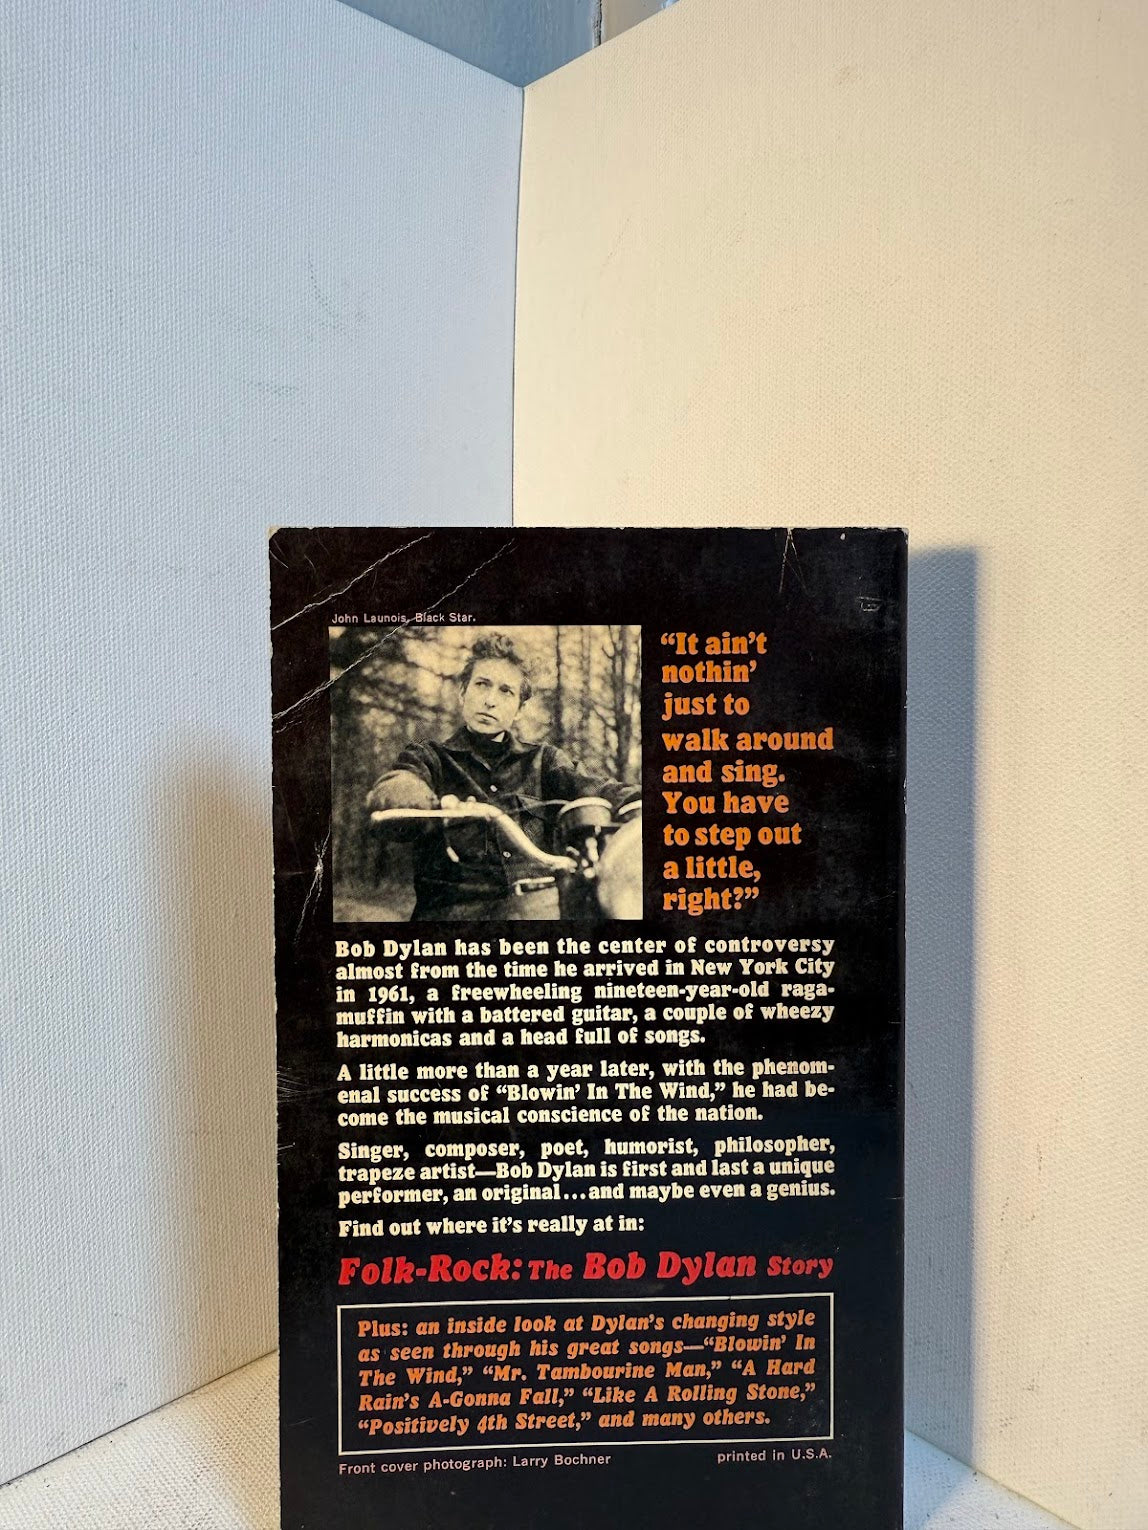 John Launois, Black Star.
“It ain’t
nothin’
just to
walk around
and sing.
You have
to step out
a little,
right?”
Bob Dylan has been the center of controversy
almost from the time he arrived in New York City
in 1961, a freewheeling nineteen-year-old raga-
muffin with a battered guitar, a couple of wheezy
harmonicas and a head full of songs.
A little more than a year later, with the phenom-
enal success of “Blowin’ In The Wind,” he had be-
come the musical conscience of the nation.
Singer, composer, poet, humorist, philosopher,
trapeze artist—Bob Dylan is first and last a unique
performer, an original...and maybe even a genius.
Find out where it’s really at in:
Folk-Rock: The Bob Dylan Story
Plus: an inside look at Dylan’s changing style
as seen through his great songs—“Blowin’ In
The Wind,” “Mr. Tambourine Man,” “A Hard
Rain’s A-Gonna Fall,” “Like A Rolling Stone,”
“Positively 4th Street,” and many others.
Front cover photograph: Larry Bochner printed in U.S.A.